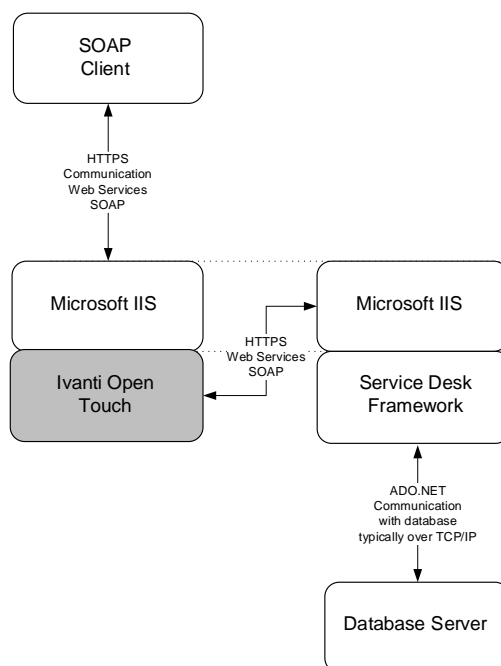 SOAP
Client
HTTPS
Communication
Web Services
SOAP
Microsoft IIS
Microsoft IIS
HTTPS
Web Services
SOAP
Ivanti Open
Touch
Service Desk
Framework
ADO.NET
Communication
with database
typically over TCP/IP
Database Server